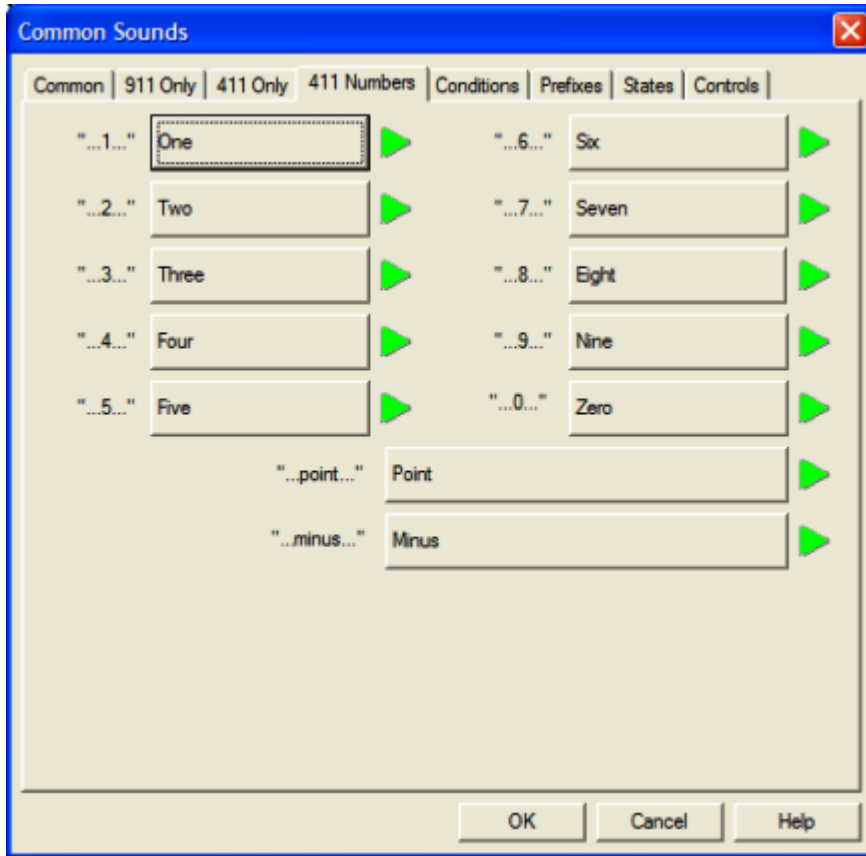 Common Sounds
Common 911 Only 411 Only 411 Numbers Conditions Prefixes States Controls
"...1..." One "...6..." Six
"...2..." Two "...7..." Seven
"...3..." Three "...8..." Eight
"...4..." Four "...9..." Nine
"...5..." Five "...0..." Zero
"...point..." Point
"...minus..." Minus
OK Cancel Help